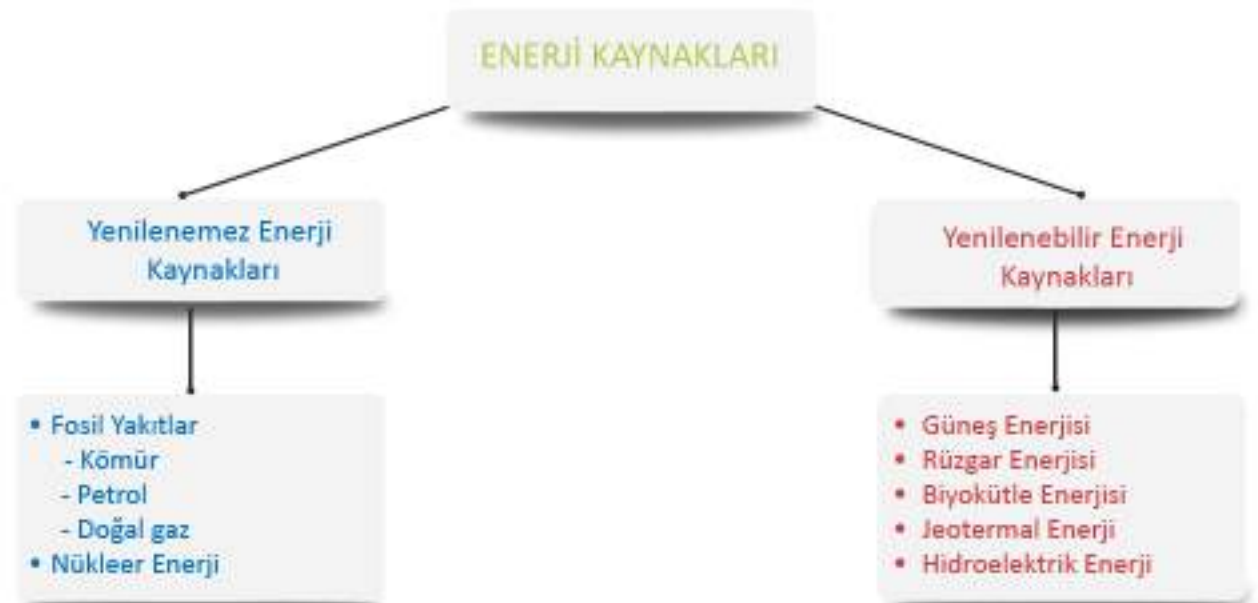 ENERJİ KAYNAKLARI
Yenilenemez Enerji
Kaynakları
• Fosil Yakıtlar
- Kömür
- Petrol
- Doğal gaz
• Nükleer Enerji
Yenilenebilir Enerji
Kaynakları
• Güneş Enerjisi
• Rüzgar Enerjisi
• Biyokütle Enerjisi
• Jeotermal Enerji
• Hidroelektrik Enerji